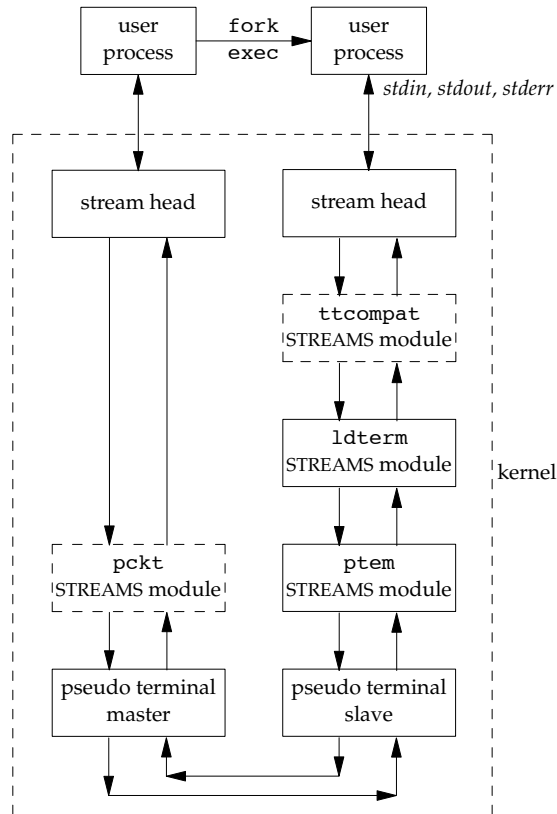 user
process
fork
exec
user
process
stdin, stdout, stderr
stream head
stream head
ttcompat
STREAMS module
ldterm
STREAMS module
kernel
pckt
STREAMS module
ptem
STREAMS module
pseudo terminal
master
pseudo terminal
slave